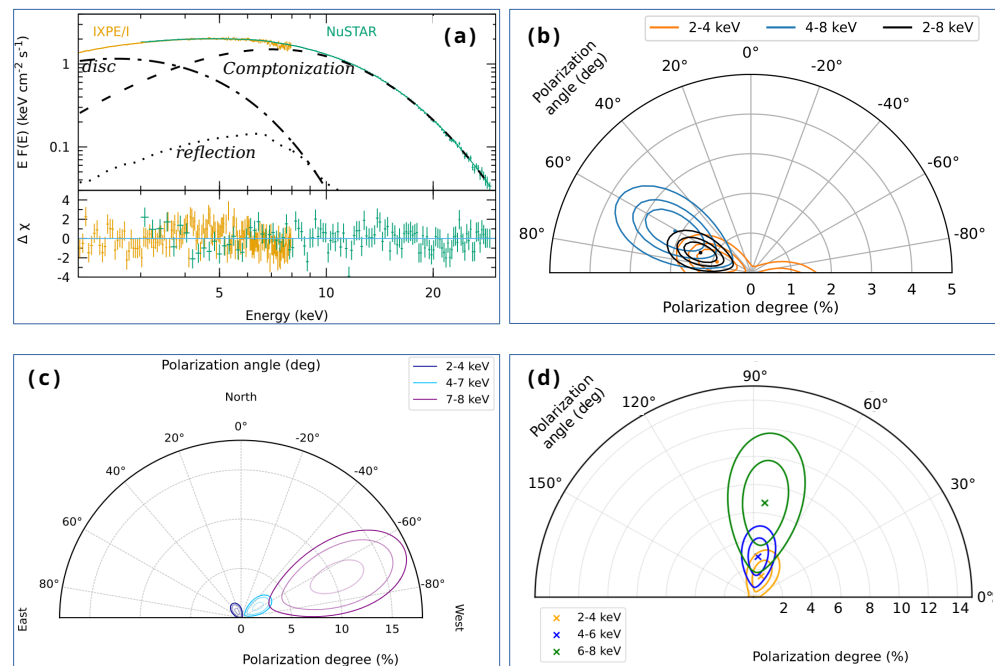 (a)
IXPE/I
NuSTAR
disc
Comptonization
reflection
E F(E) (keV cm⁻² s⁻¹)
1
0.1
Δ χ
4
2
0
-2
-4
5
10
20
Energy (keV)
(b)
2-4 keV
4-8 keV
2-8 keV
Polarization
angle (deg)
80°
60°
40°
20°
0°
-20°
-40°
-60°
-80°
0 1 2 3 4 5
Polarization degree (%)
(c)
Polarization angle (deg)
2-4 keV
4-7 keV
7-8 keV
North
80°
60°
40°
20°
0°
-20°
-40°
-60°
-80°
East
West
0 5 10 15
Polarization degree (%)
(d)
Polarization
angle (deg)
150°
120°
90°
60°
30°
0°
2 4 6 8 10 12 14
2-4 keV
4-6 keV
6-8 keV
Polarization degree (%)